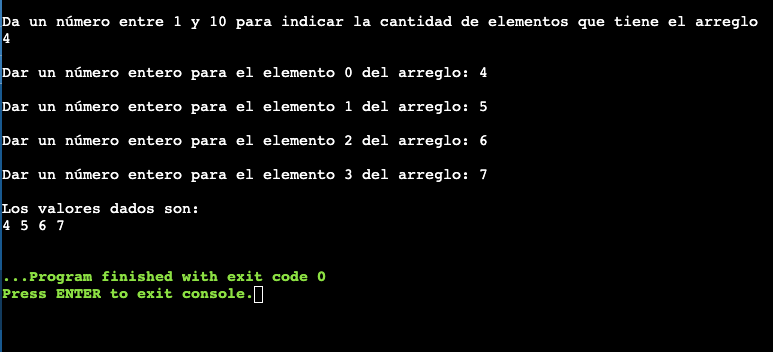 Da un número entre 1 y 10 para indicar la cantidad de elementos que tiene el arreglo
4
Dar un número entero para el elemento 0 del arreglo: 4
Dar un número entero para el elemento 1 del arreglo: 5
Dar un número entero para el elemento 2 del arreglo: 6
Dar un número entero para el elemento 3 del arreglo: 7
Los valores dados son:
4 5 6 7
...Program finished with exit code 0
Press ENTER to exit console.